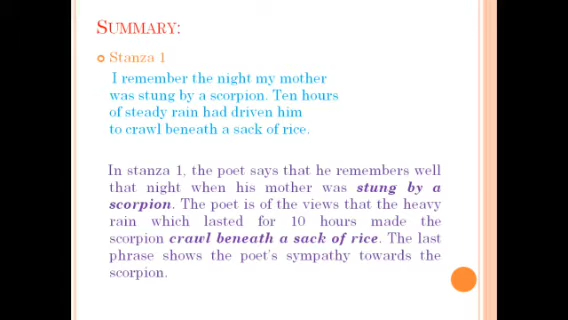 SUMMARY:
Stanza 1
I remember the night my mother
was stung by a scorpion. Ten hours
of steady rain had driven him
to crawl beneath a sack of rice.
In stanza 1, the poet says that he remembers well
that night when his mother was stung by a
scorpion. The poet is of the views that the heavy
rain which lasted for 10 hours made the
scorpion crawl beneath a sack of rice. The last
phrase shows the poet's sympathy towards the
scorpion.